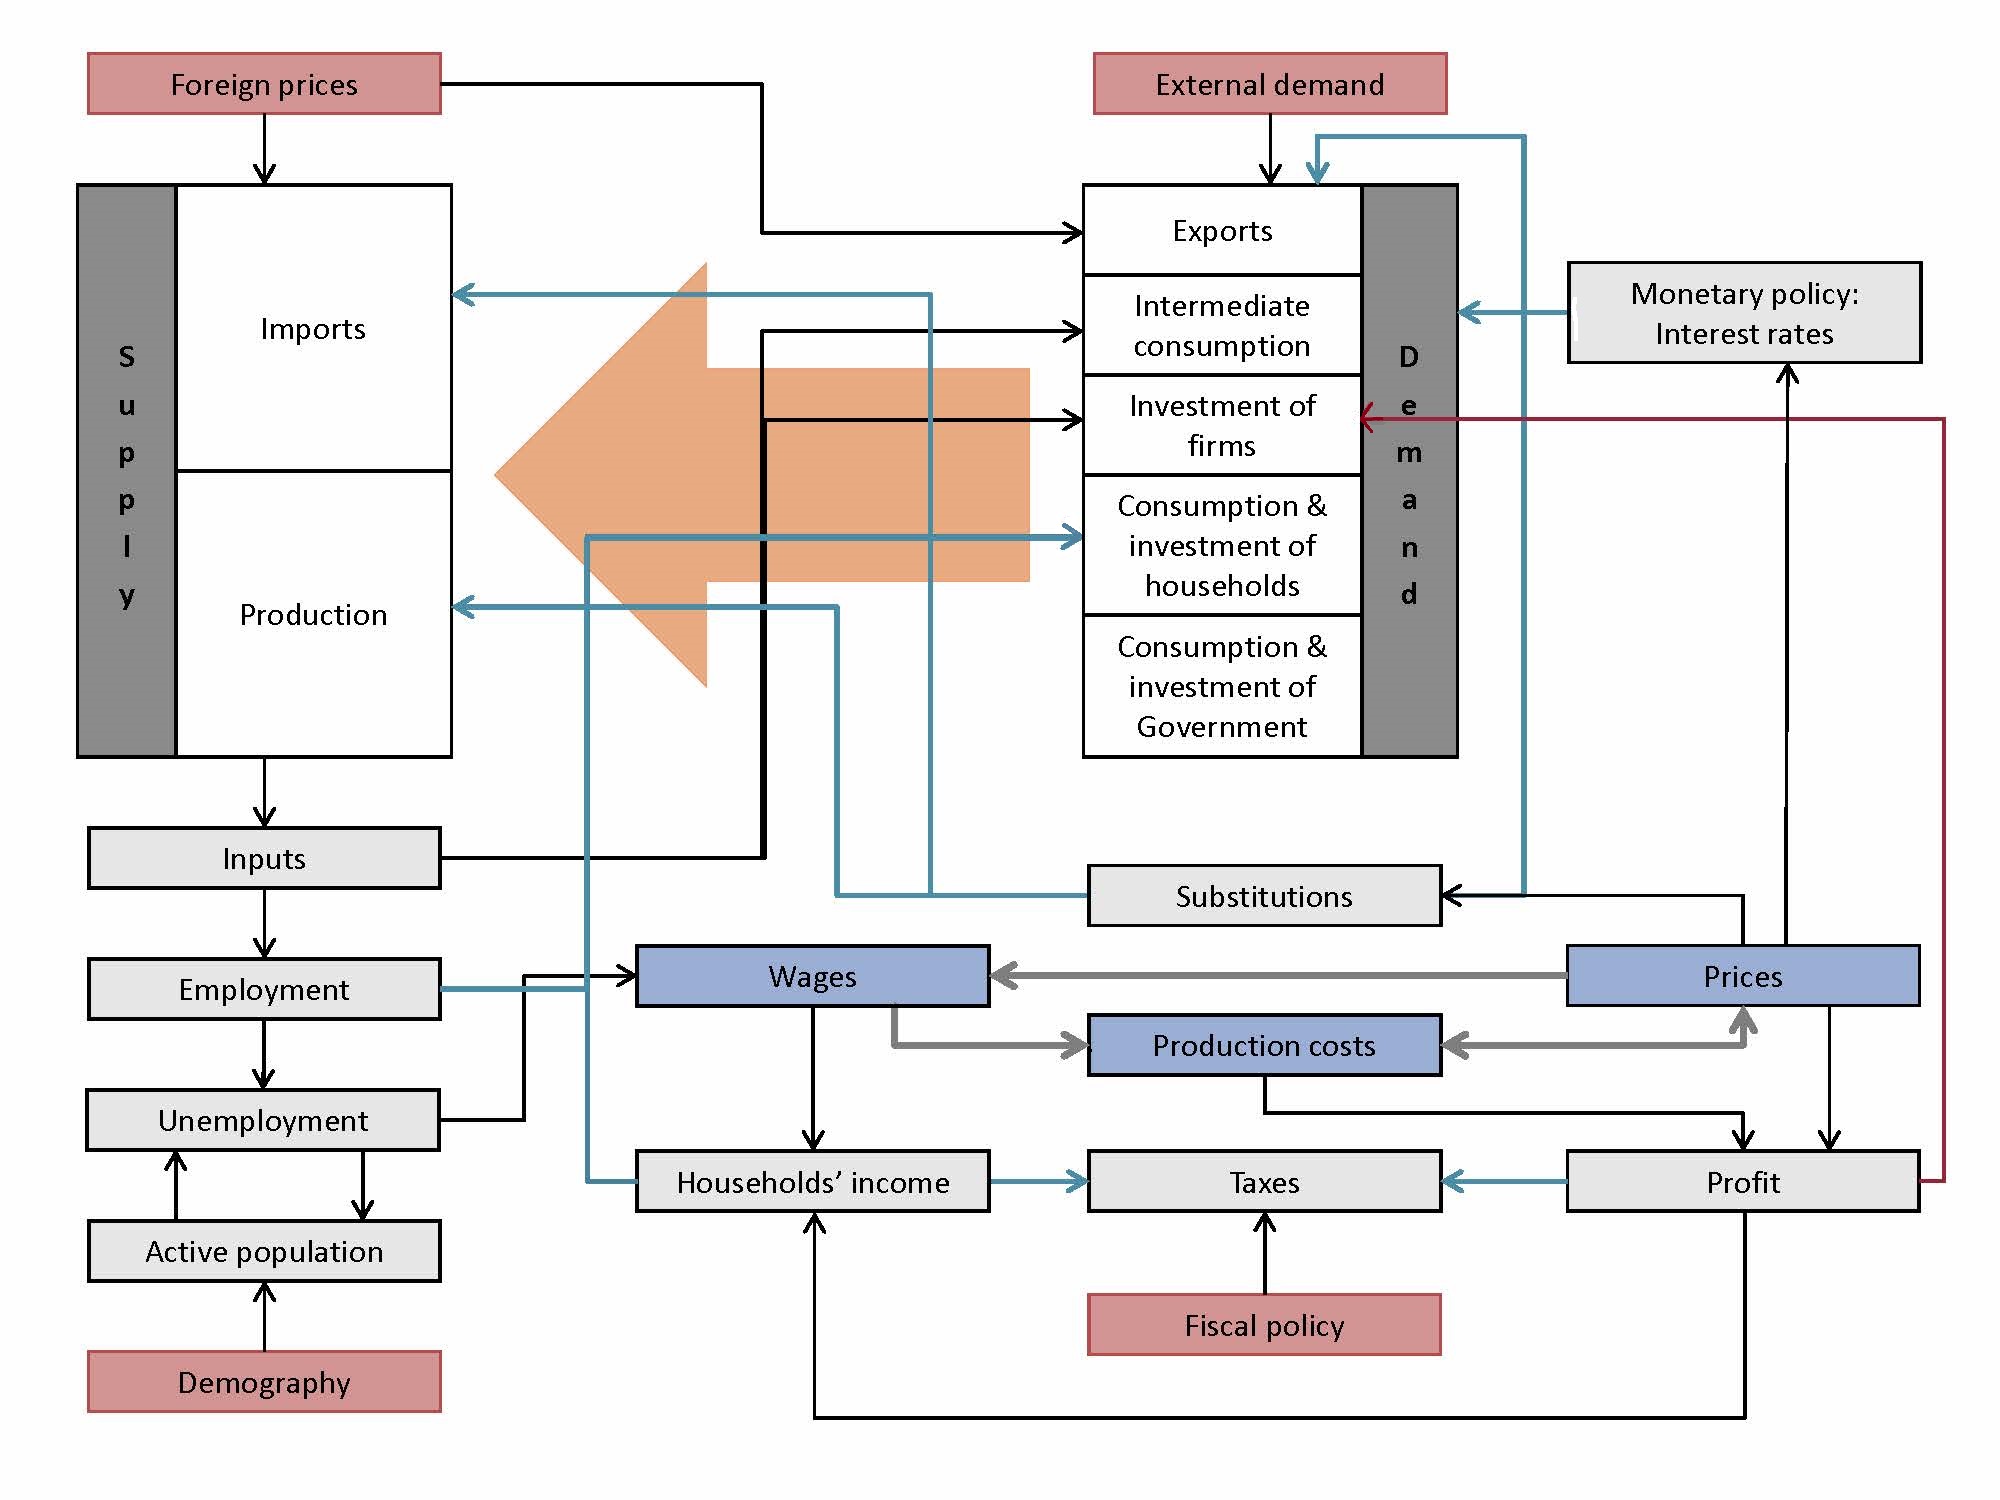 Foreign prices
External demand
Supply
Imports
Production
Exports
Intermediate
consumption
Investment of
firms
Consumption &
investment of
households
Consumption &
investment of
Government
Demand
Monetary policy:
Interest rates
Inputs
Substitutions
Employment
Wages
Prices
Production costs
Unemployment
Households’ income
Taxes
Profit
Active population
Fiscal policy
Demography